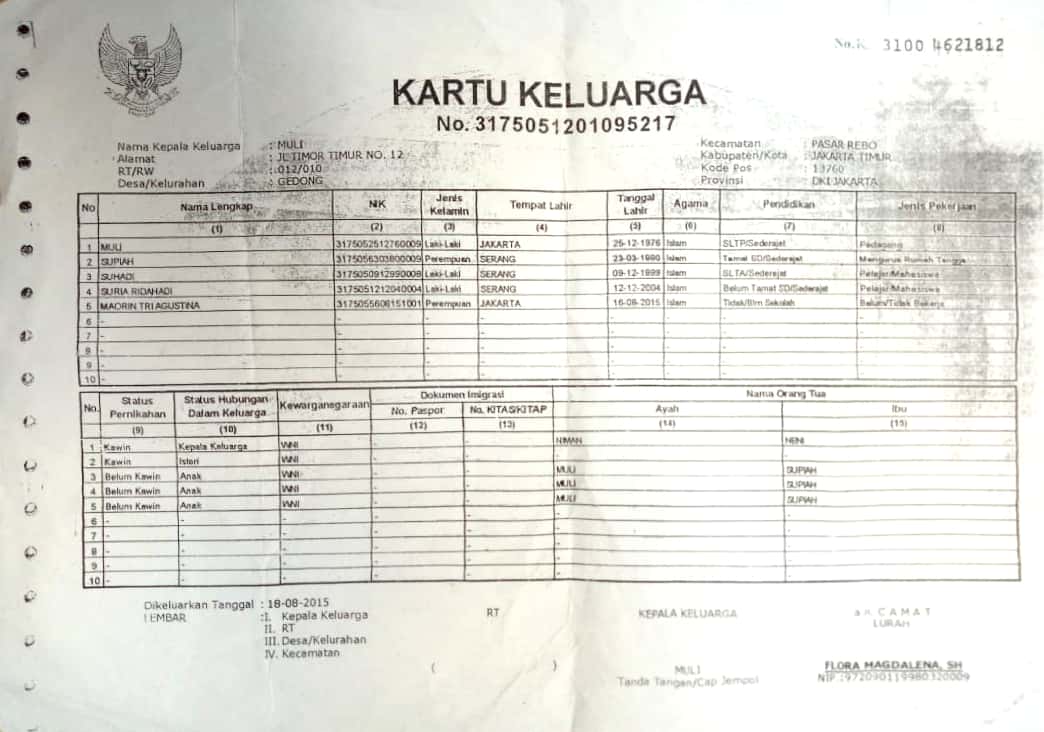 3100 4621812
KARTU KELUARGA
No. 3175051201095217
Nama Kepala Keluarga : MULI
Alamat : JL TIMOR TIMUR NO. 12
RT/RW : 012/010
Desa/Kelurahan : GEDONG
Kecamatan : PASAR REBO
Kabupaten/Kota : JAKARTA TIMUR
Kode Pos : 13760
Provinsi : DKI JAKARTA
No Nama Lengkap NIK Jenis Kelamin Tempat Lahir Tanggal Lahir Agama Pendidikan Jenis Pekerjaan
(1) (2) (3) (4) (5) (6) (7) (8)
1 MULI 3175052512760009 Laki-Laki JAKARTA 25-12-1976 Islam SLTP/Sederajat Pedagang
2 SUPIAH 3175056303800009 Perempuan SERANG 23-03-1980 Islam Tamat SD/Sederajat Mengurus Rumah Tangga
3 SUHADI 3175050912990008 Laki-Laki SERANG 09-12-1999 Islam SLTA/Sederajat Pelajar/Mahasiswa
4 SURIA RIDAHADI 3175051212040004 Laki-Laki SERANG 12-12-2004 Islam Belum Tamat SD/Sederajat Pelajar/Mahasiswa
5 MAORIN TRI AGUSTINA 3175055608151001 Perempuan JAKARTA 16-08-2015 Islam Tidak/Blm Sekolah Belum/Tidak Bekerja
6 - - - - - - - -
7 - - - - - - - -
8 - - - - - - - -
9 - - - - - - - -
10 - - - - - - - -
No. Status Pernikahan Status Hubungan Dalam Keluarga Kewarganegaraan Dokumen Imigrasi Nama Orang Tua
No. Paspor No. KITAS/KITAP Ayah Ibu
(9) (10) (11) (12) (13) (14) (15)
1 Kawin Kepala Keluarga WNI - - NIMAN NENI
2 Kawin Isteri WNI - -
3 Belum Kawin Anak WNI - - MULI SUPIAH
4 Belum Kawin Anak WNI - - MULI SUPIAH
5 Belum Kawin Anak WNI - - MULI SUPIAH
6 - - - - - - -
7 - - - - - - -
8 - - - - - - -
9 - - - - - - -
10 - - - - - - -
Dikeluarkan Tanggal : 18-08-2015
LEMBAR : I. Kepala Keluarga
II. RT
III. Desa/Kelurahan
IV. Kecamatan
RT
( )
KEPALA KELUARGA
MULI
Tanda Tangan/Cap Jempol
a.n. CAMAT
LURAH
FLORA MAGDALENA, SH
NIP :972090119980320009